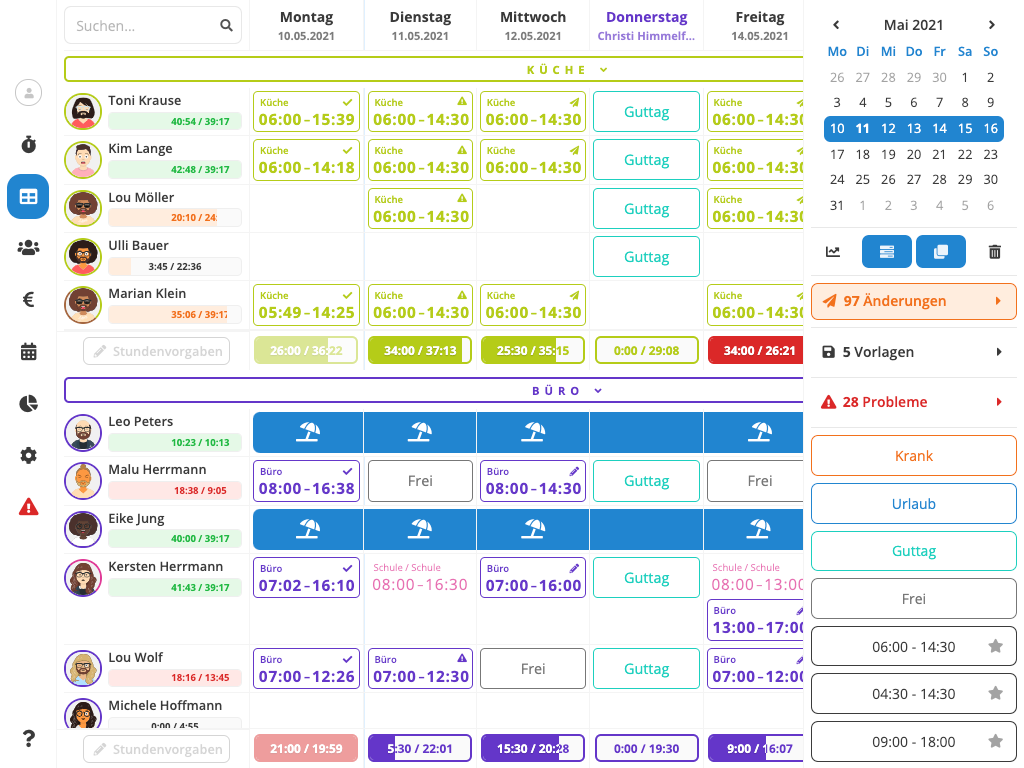 Suchen...
Montag
10.05.2021
Dienstag
11.05.2021
Mittwoch
12.05.2021
Donnerstag
Christi Himmelf...
Freitag
14.05.2021
KÜCHE
Toni Krause
40:54 / 39:17
Küche
06:00 – 15:39
Küche
06:00 – 14:30
Küche
06:00 – 14:30
Guttag
Küche
06:00 – 14:30
Kim Lange
42:48 / 39:17
Küche
06:00 – 14:18
Küche
06:00 – 14:30
Küche
06:00 – 14:30
Guttag
Küche
06:00 – 14:30
Lou Möller
20:10 / 24:
Küche
06:00 – 14:30
Guttag
Küche
06:00 – 14:30
Ulli Bauer
3:45 / 22:36
Guttag
Marian Klein
35:06 / 39:17
Küche
05:49 – 14:25
Küche
06:00 – 14:30
Küche
06:00 – 14:30
Küche
06:00 – 14:30
Stundenvorgaben
26:00 / 36:22
34:00 / 37:13
25:30 / 35:15
0:00 / 29:08
34:00 / 26:21
BÜRO
Leo Peters
10:23 / 10:13
Malu Herrmann
18:38 / 9:05
Büro
08:00 – 16:38
Frei
Büro
08:00 – 14:30
Guttag
Frei
Eike Jung
40:00 / 39:17
Kersten Herrmann
41:43 / 39:17
Büro
07:02 – 16:10
Schule / Schule
08:00 – 16:30
Büro
07:00 – 16:00
Guttag
Schule / Schule
08:00 – 13:00
Büro
13:00 – 17:00
Lou Wolf
18:16 / 13:45
Büro
07:00 – 12:26
Büro
07:00 – 12:30
Frei
Guttag
Büro
07:00 – 12:00
Michele Hoffmann
0:00 / 4:55
Stundenvorgaben
21:00 / 19:59
5:30 / 22:01
15:30 / 20:28
0:00 / 19:30
9:00 / 16:07
Mai 2021
Mo Di Mi Do Fr Sa So
26 27 28 29 30 1 2
3 4 5 6 7 8 9
10 11 12 13 14 15 16
17 18 19 20 21 22 23
24 25 26 27 28 29 30
31 1 2 3 4 5 6
97 Änderungen
5 Vorlagen
28 Probleme
Krank
Urlaub
Guttag
Frei
06:00 - 14:30
04:30 - 14:30
09:00 - 18:00
€
?